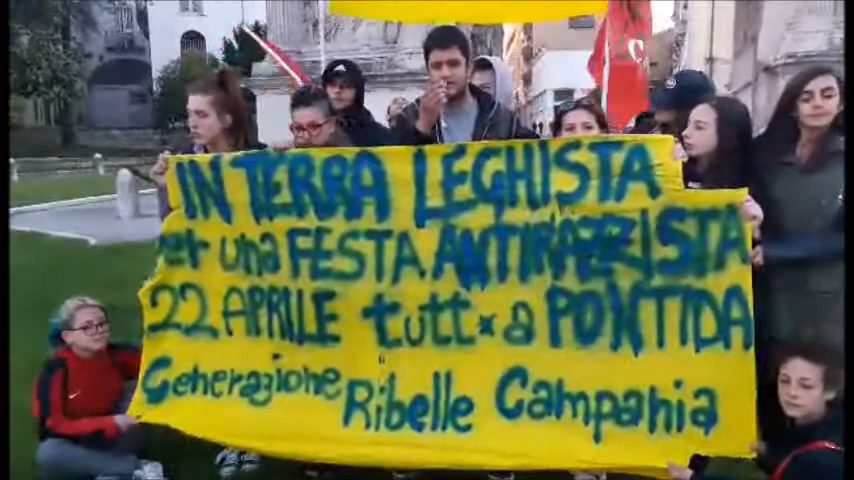 IN TERRA LEGHISTA
per una FESTA ANTIRAZZISTA
22 APRILE tutt*a PONTIDA
Generazione Ribelle Campania